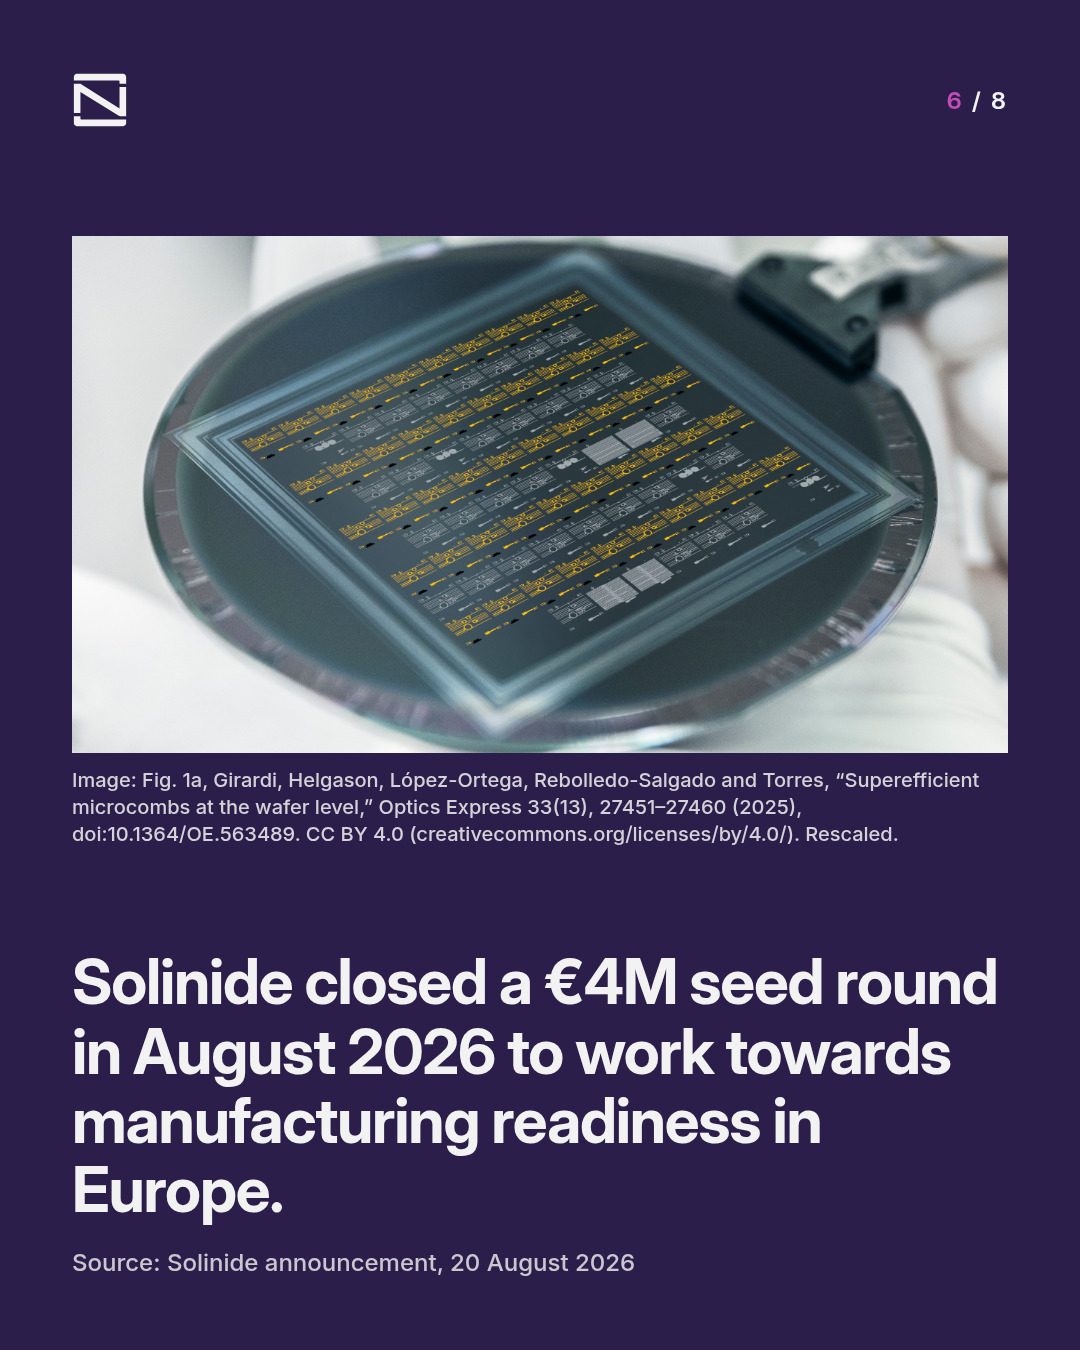 6 / 8
Image: Fig. 1a, Girardi, Helgason, López-Ortega, Rebolledo-Salgado and Torres, “Superefficient
microcombs at the wafer level,” Optics Express 33(13), 27451–27460 (2025),
doi:10.1364/OE.563489. CC BY 4.0 (creativecommons.org/licenses/by/4.0/). Rescaled.
Solinide closed a €4M seed round
in August 2026 to work towards
manufacturing readiness in
Europe.
Source: Solinide announcement, 20 August 2026